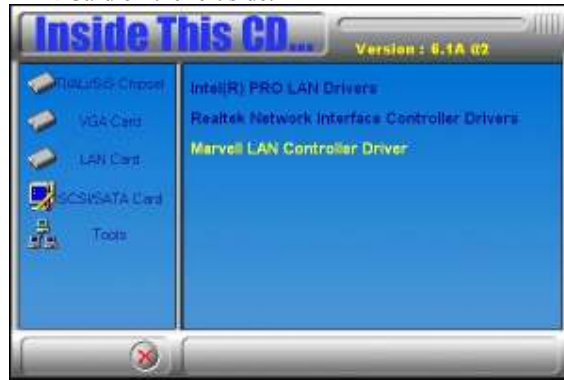 Inside This CD...
Version : 6.1A
Chipset
VGA Card
LAN Card
SCSI/SATA Card
Tools
Intel(R) PRO LAN Drivers
Realtek Network Interface Controller Drivers
Marvell LAN Controller Driver